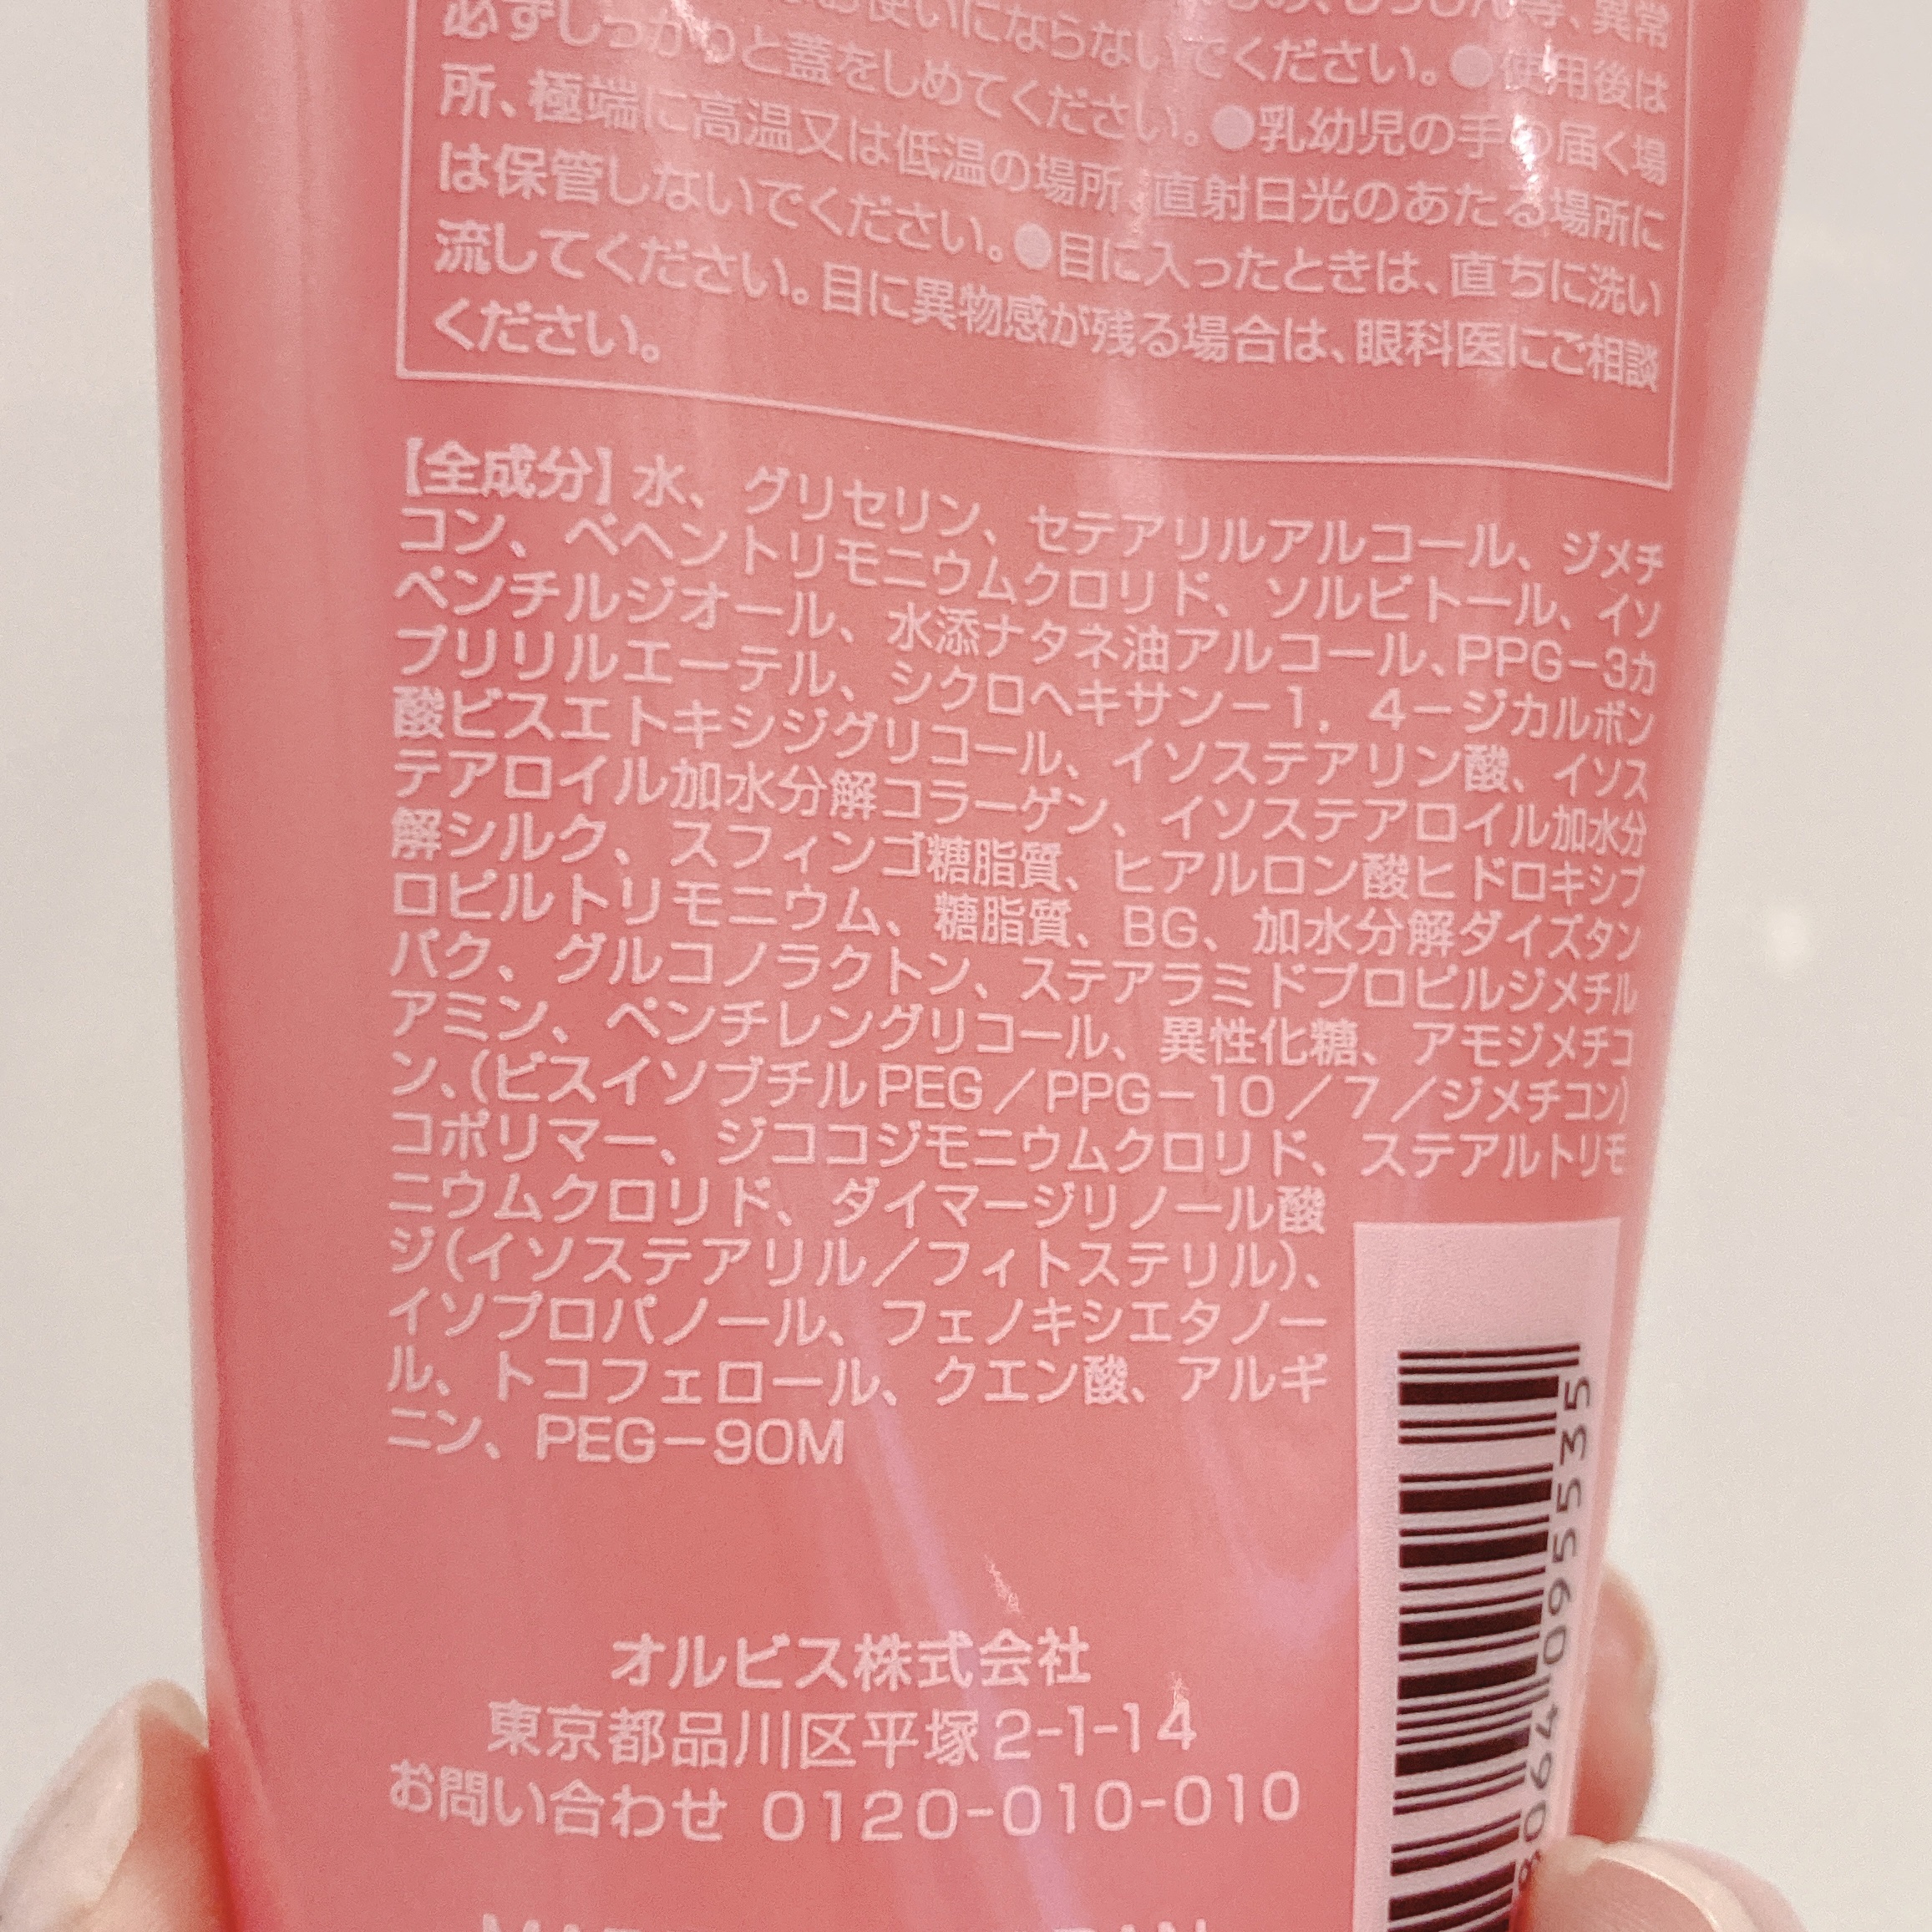 お使いにならないでください。●使用後は
必ずしっかりと蓋をしめてください。●乳幼児の手の届く場
所、極端に高温又は低温の場所、直射日光のあたる場所に
は保管しないでください。●目に入ったときは、直ちに洗い
流してください。目に異物感が残る場合は、眼科医にご相談
ください。
【全成分】水、グリセリン、セテアリルアルコール、ジメチ
コン、ベヘントリモニウムクロリド、ソルビトール、イソ
ペンチルジオール、水添ナタネ油アルコール、PPG－3カ
プリリルエーテル、シクロヘキサン－1，4－ジカルボン
酸ビスエトキシジグリコール、イソステアリン酸、イソス
テアロイル加水分解コラーゲン、イソステアロイル加水分
解シルク、スフィンゴ糖脂質、ヒアルロン酸ヒドロキシプ
ロピルトリモニウム、糖脂質、BG、加水分解ダイズタン
パク、グルコノラクトン、ステアラミドプロピルジメチル
アミン、ペンチレングリコール、異性化糖、アモジメチコ
ン、（ビスイソブチルPEG／PPG－10／7／ジメチコン）
コポリマー、ジココジモニウムクロリド、ステアルトリモ
ニウムクロリド、ダイマージリノール酸
ジ（イソステアリル／フィトステリル）、
イソプロパノール、フェノキシエタノー
ル、トコフェロール、クエン酸、アルギ
ニン、PEG－90M
オルビス株式会社
東京都品川区平塚2-1-14
お問い合わせ 0120-010-010
8064095535